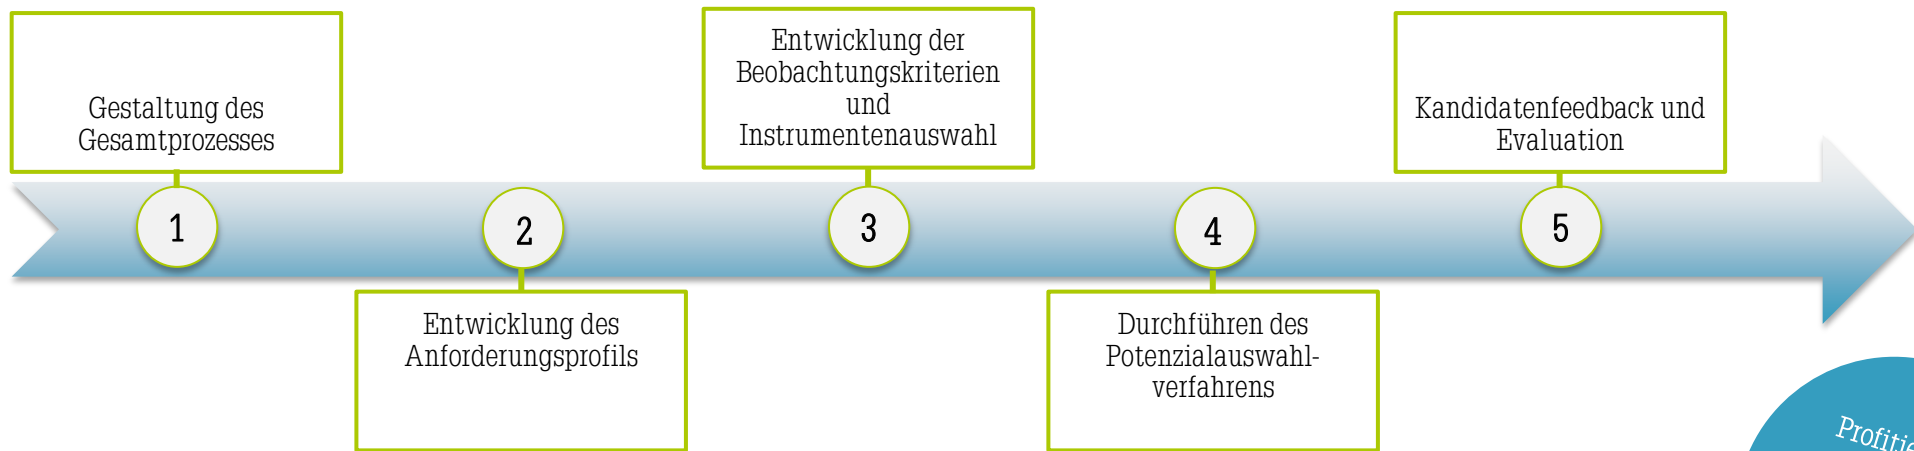 Gestaltung des
Gesamtprozesses
1
Entwicklung des
Anforderungsprofils
2
Entwicklung der
Beobachtungskriterien
und
Instrumentenauswahl
3
Durchführen des
Potenzialauswahl-
verfahrens
4
Kandidatenfeedback und
Evaluation
5